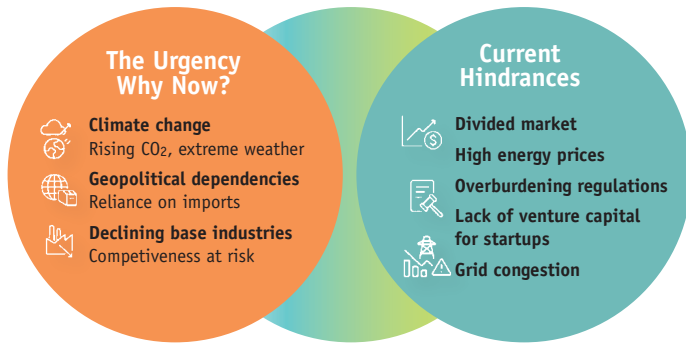 The Urgency
Why Now?
Climate change
Rising CO₂, extreme weather
Geopolitical dependencies
Reliance on imports
Declining base industries
Competiveness at risk
Current
Hindrances
Divided market
High energy prices
Overburdening regulations
Lack of venture capital
for startups
Grid congestion